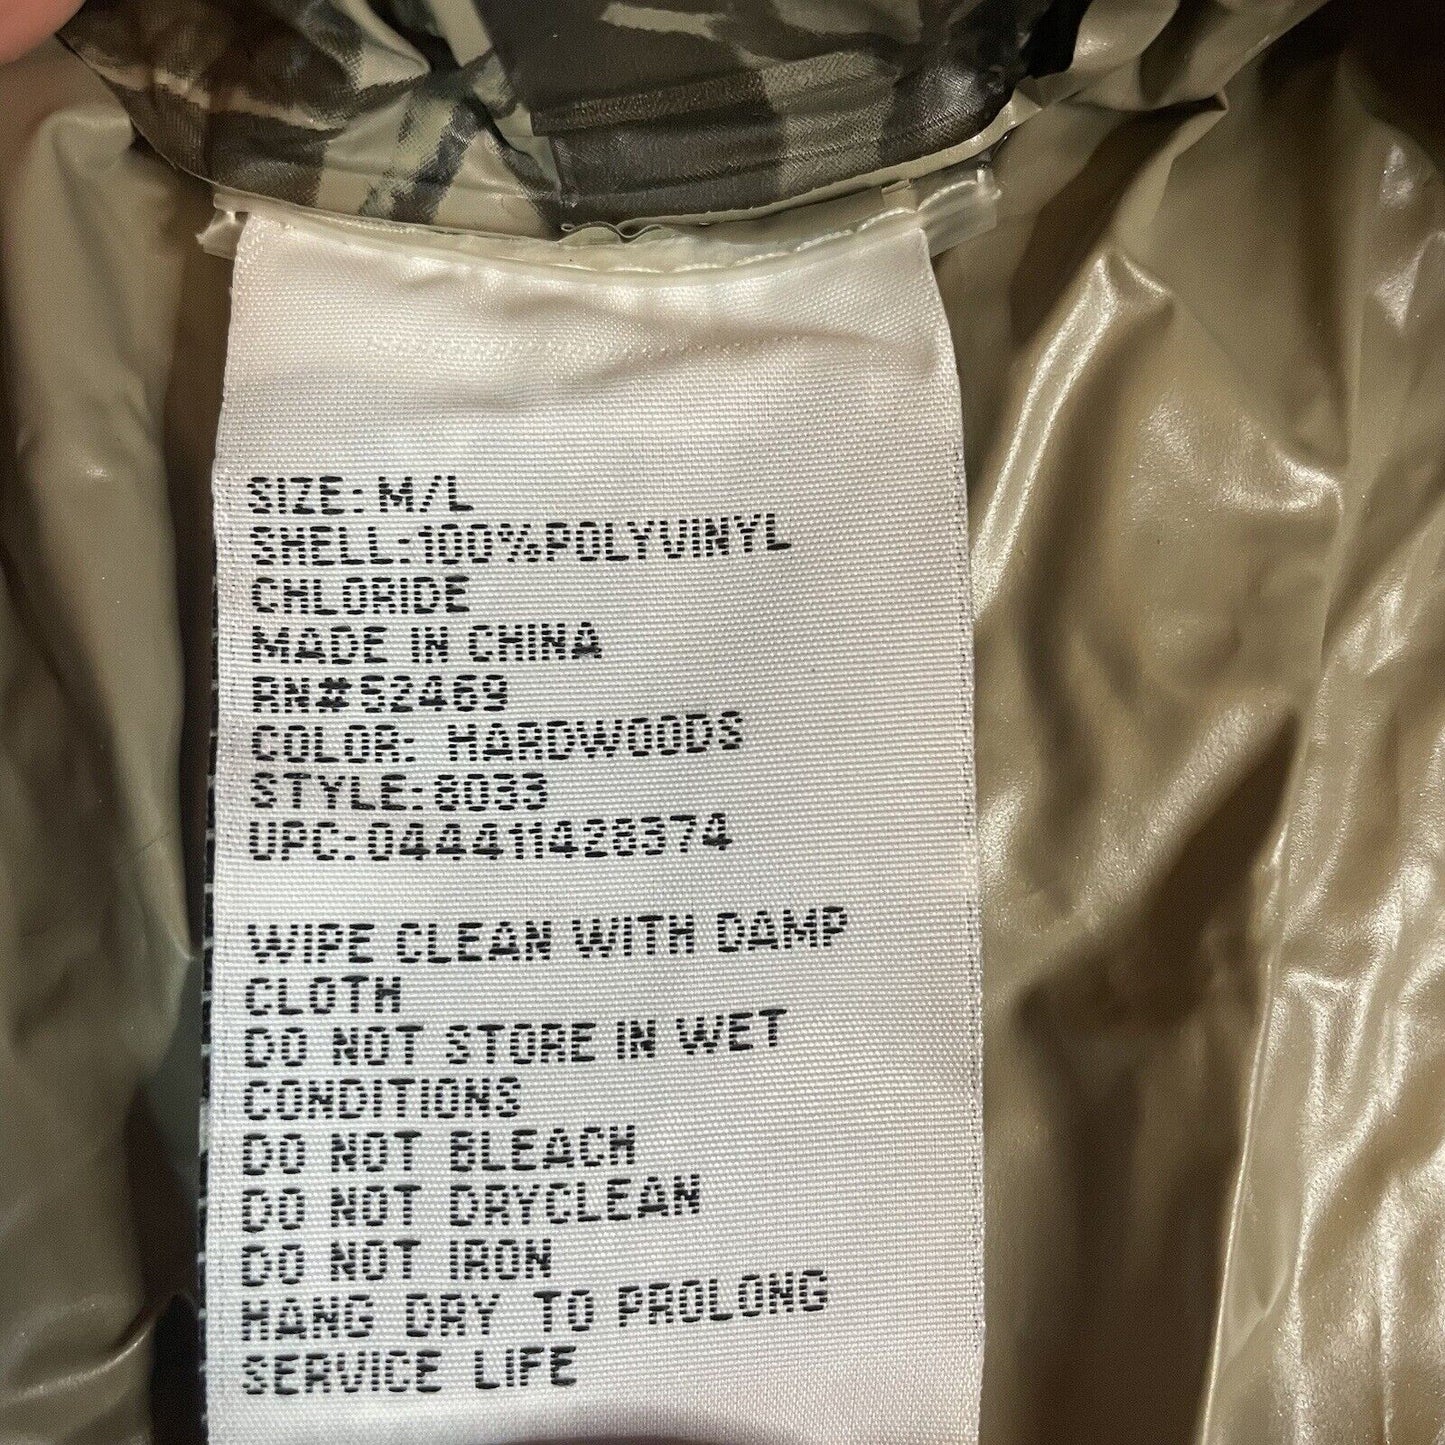 SIZE: M/L
SHELL:100%POLYVINYL
CHLORIDE
MADE IN CHINA
RN#52469
COLOR: HARDWOODS
STYLE:8033
UPC:044411428374
WIPE CLEAN WITH DAMP
CLOTH
DO NOT STORE IN WET
CONDITIONS
DO NOT BLEACH
DO NOT DRYCLEAN
DO NOT IRON
HANG DRY TO PROLONG
SERVICE LIFE